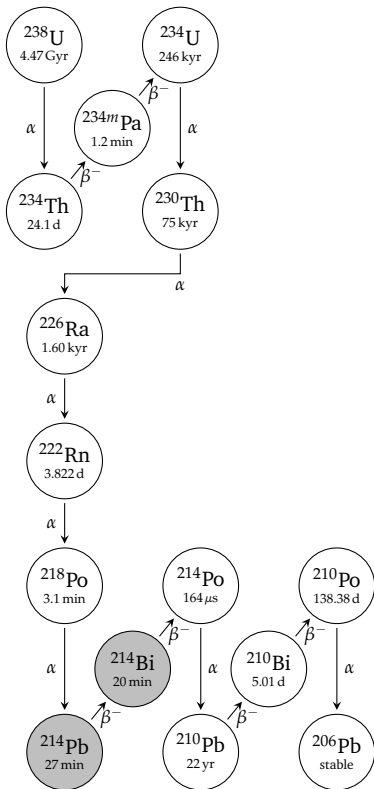 ²³⁸U
4.47 Gyr
²³⁴U
246 kyr
α
β⁻
²³⁴ᵐPa
1.2 min
α
β⁻
²³⁴Th
24.1 d
²³⁰Th
75 kyr
α
²²⁶Ra
1.60 kyr
α
²²²Rn
3.822 d
α
²¹⁸Po
3.1 min
²¹⁴Po
164 µs
²¹⁰Po
138.38 d
β⁻
β⁻
α
²¹⁴Bi
20 min
α
²¹⁰Bi
5.01 d
α
β⁻
β⁻
²¹⁴Pb
27 min
²¹⁰Pb
22 yr
²⁰⁶Pb
stable